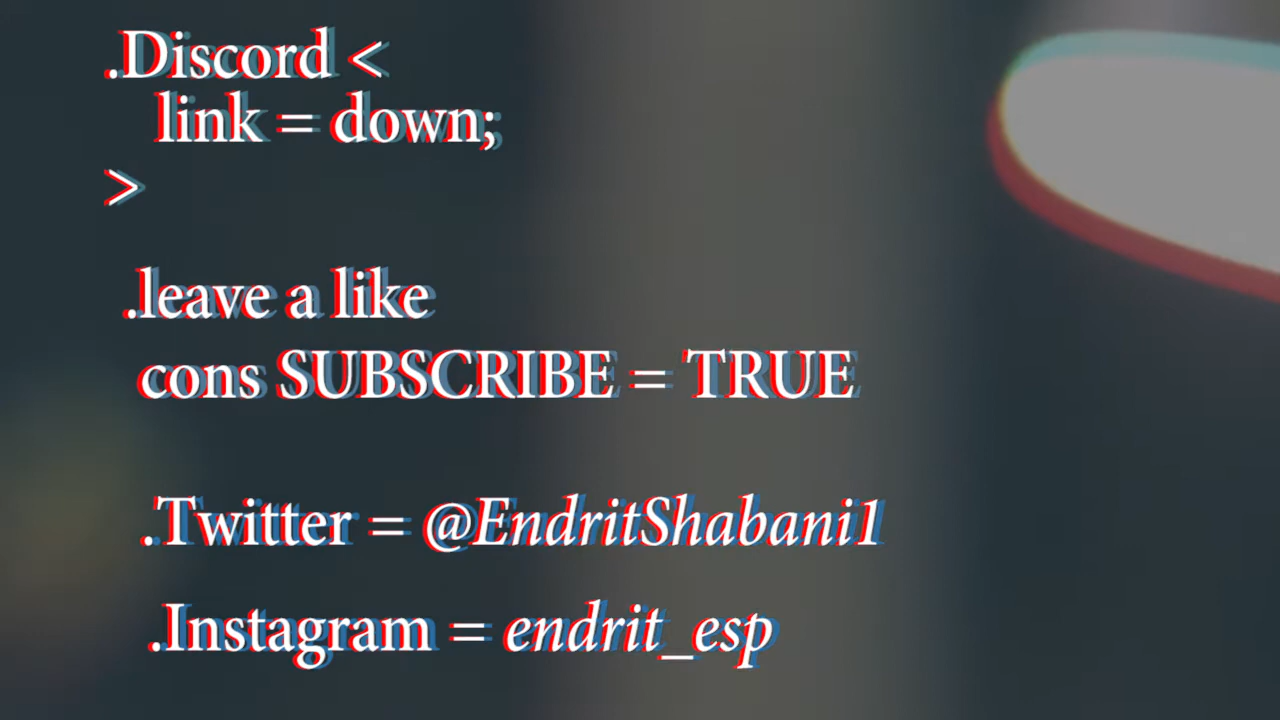 .Discord <
link = down;
>
.leave a like
cons SUBSCRIBE = TRUE
.Twitter = @EndritShabani1
.Instagram = endrit_esp